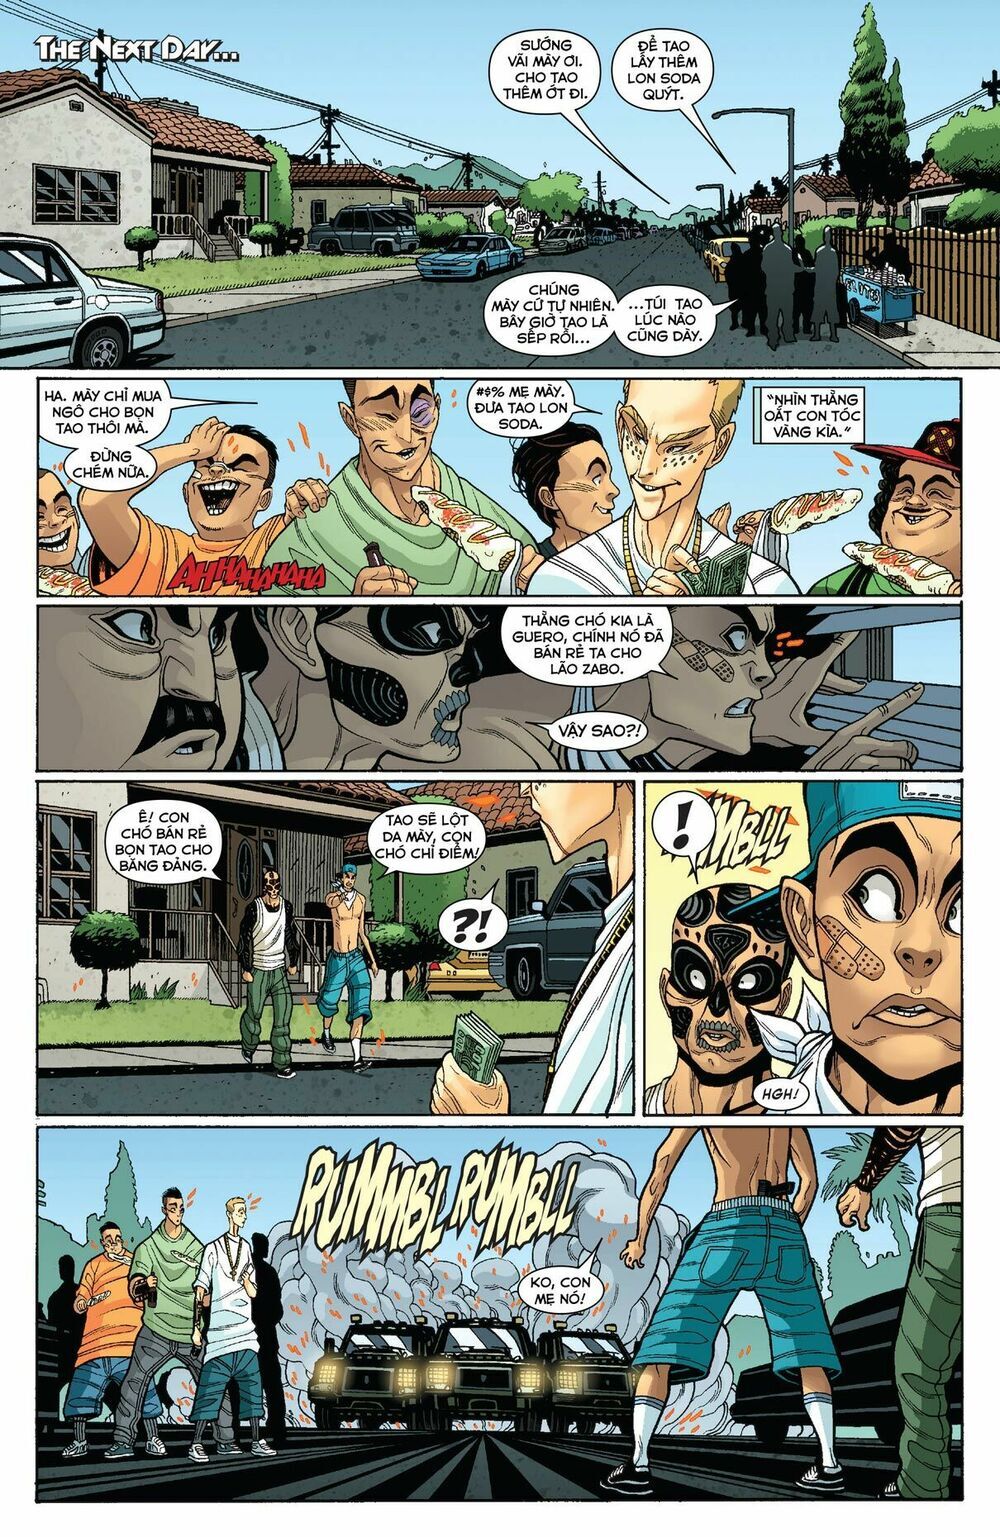 THE NEXT DAY...
SƯỚNG
VÃI MÀY ƠI.
CHO TAO
THÊM ỚT ĐI.
ĐỂ TAO
LẤY THÊM
LON SODA
QUÝT.
CHÚNG
MÀY CỨ TỰ NHIÊN.
BÂY GIỜ TAO LÀ
SẾP RỒI...
...TÚI TAO
LÚC NÀO
CŨNG DÀY.
HA. MÀY CHỈ MUA
NGÔ CHO BỌN
TAO THÔI MÀ.
ĐỪNG
CHÉM NỮA.
AHHAHAHAHA
#$% MẸ MÀY.
ĐƯA TAO LON
SODA.
"NHÌN THẰNG
OẮT CON TÓC
VÀNG KÌA."
THẰNG CHÓ KIA LÀ
GUERO, CHÍNH NÓ ĐÃ
BÁN RẺ TA CHO
LÃO ZABO.
VẬY SAO?!
Ê! CON
CHÓ BÁN RẺ
BỌN TAO CHO
BĂNG ĐẢNG.
TAO SẼ LỘT
DA MÀY, CON
CHÓ CHỈ ĐIỂM!
?!
!
HGH!
RUMMBL RUMBLL
KO, CON
MẸ NÓ!